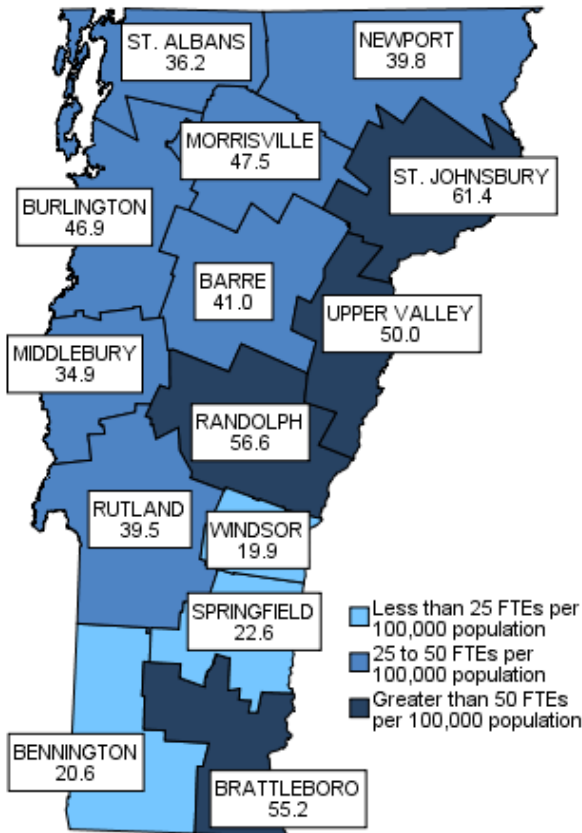 ST. ALBANS
36.2
NEWPORT
39.8
MORRISVILLE
47.5
ST. JOHNSBURY
61.4
BURLINGTON
46.9
BARRE
41.0
UPPER VALLEY
50.0
MIDDLEBURY
34.9
RANDOLPH
56.6
RUTLAND
39.5
WINDSOR
19.9
SPRINGFIELD
22.6
Less than 25 FTEs per
100,000 population
25 to 50 FTEs per
100,000 population
Greater than 50 FTEs
per 100,000 population
BENNINGTON
20.6
BRATTLEBORO
55.2